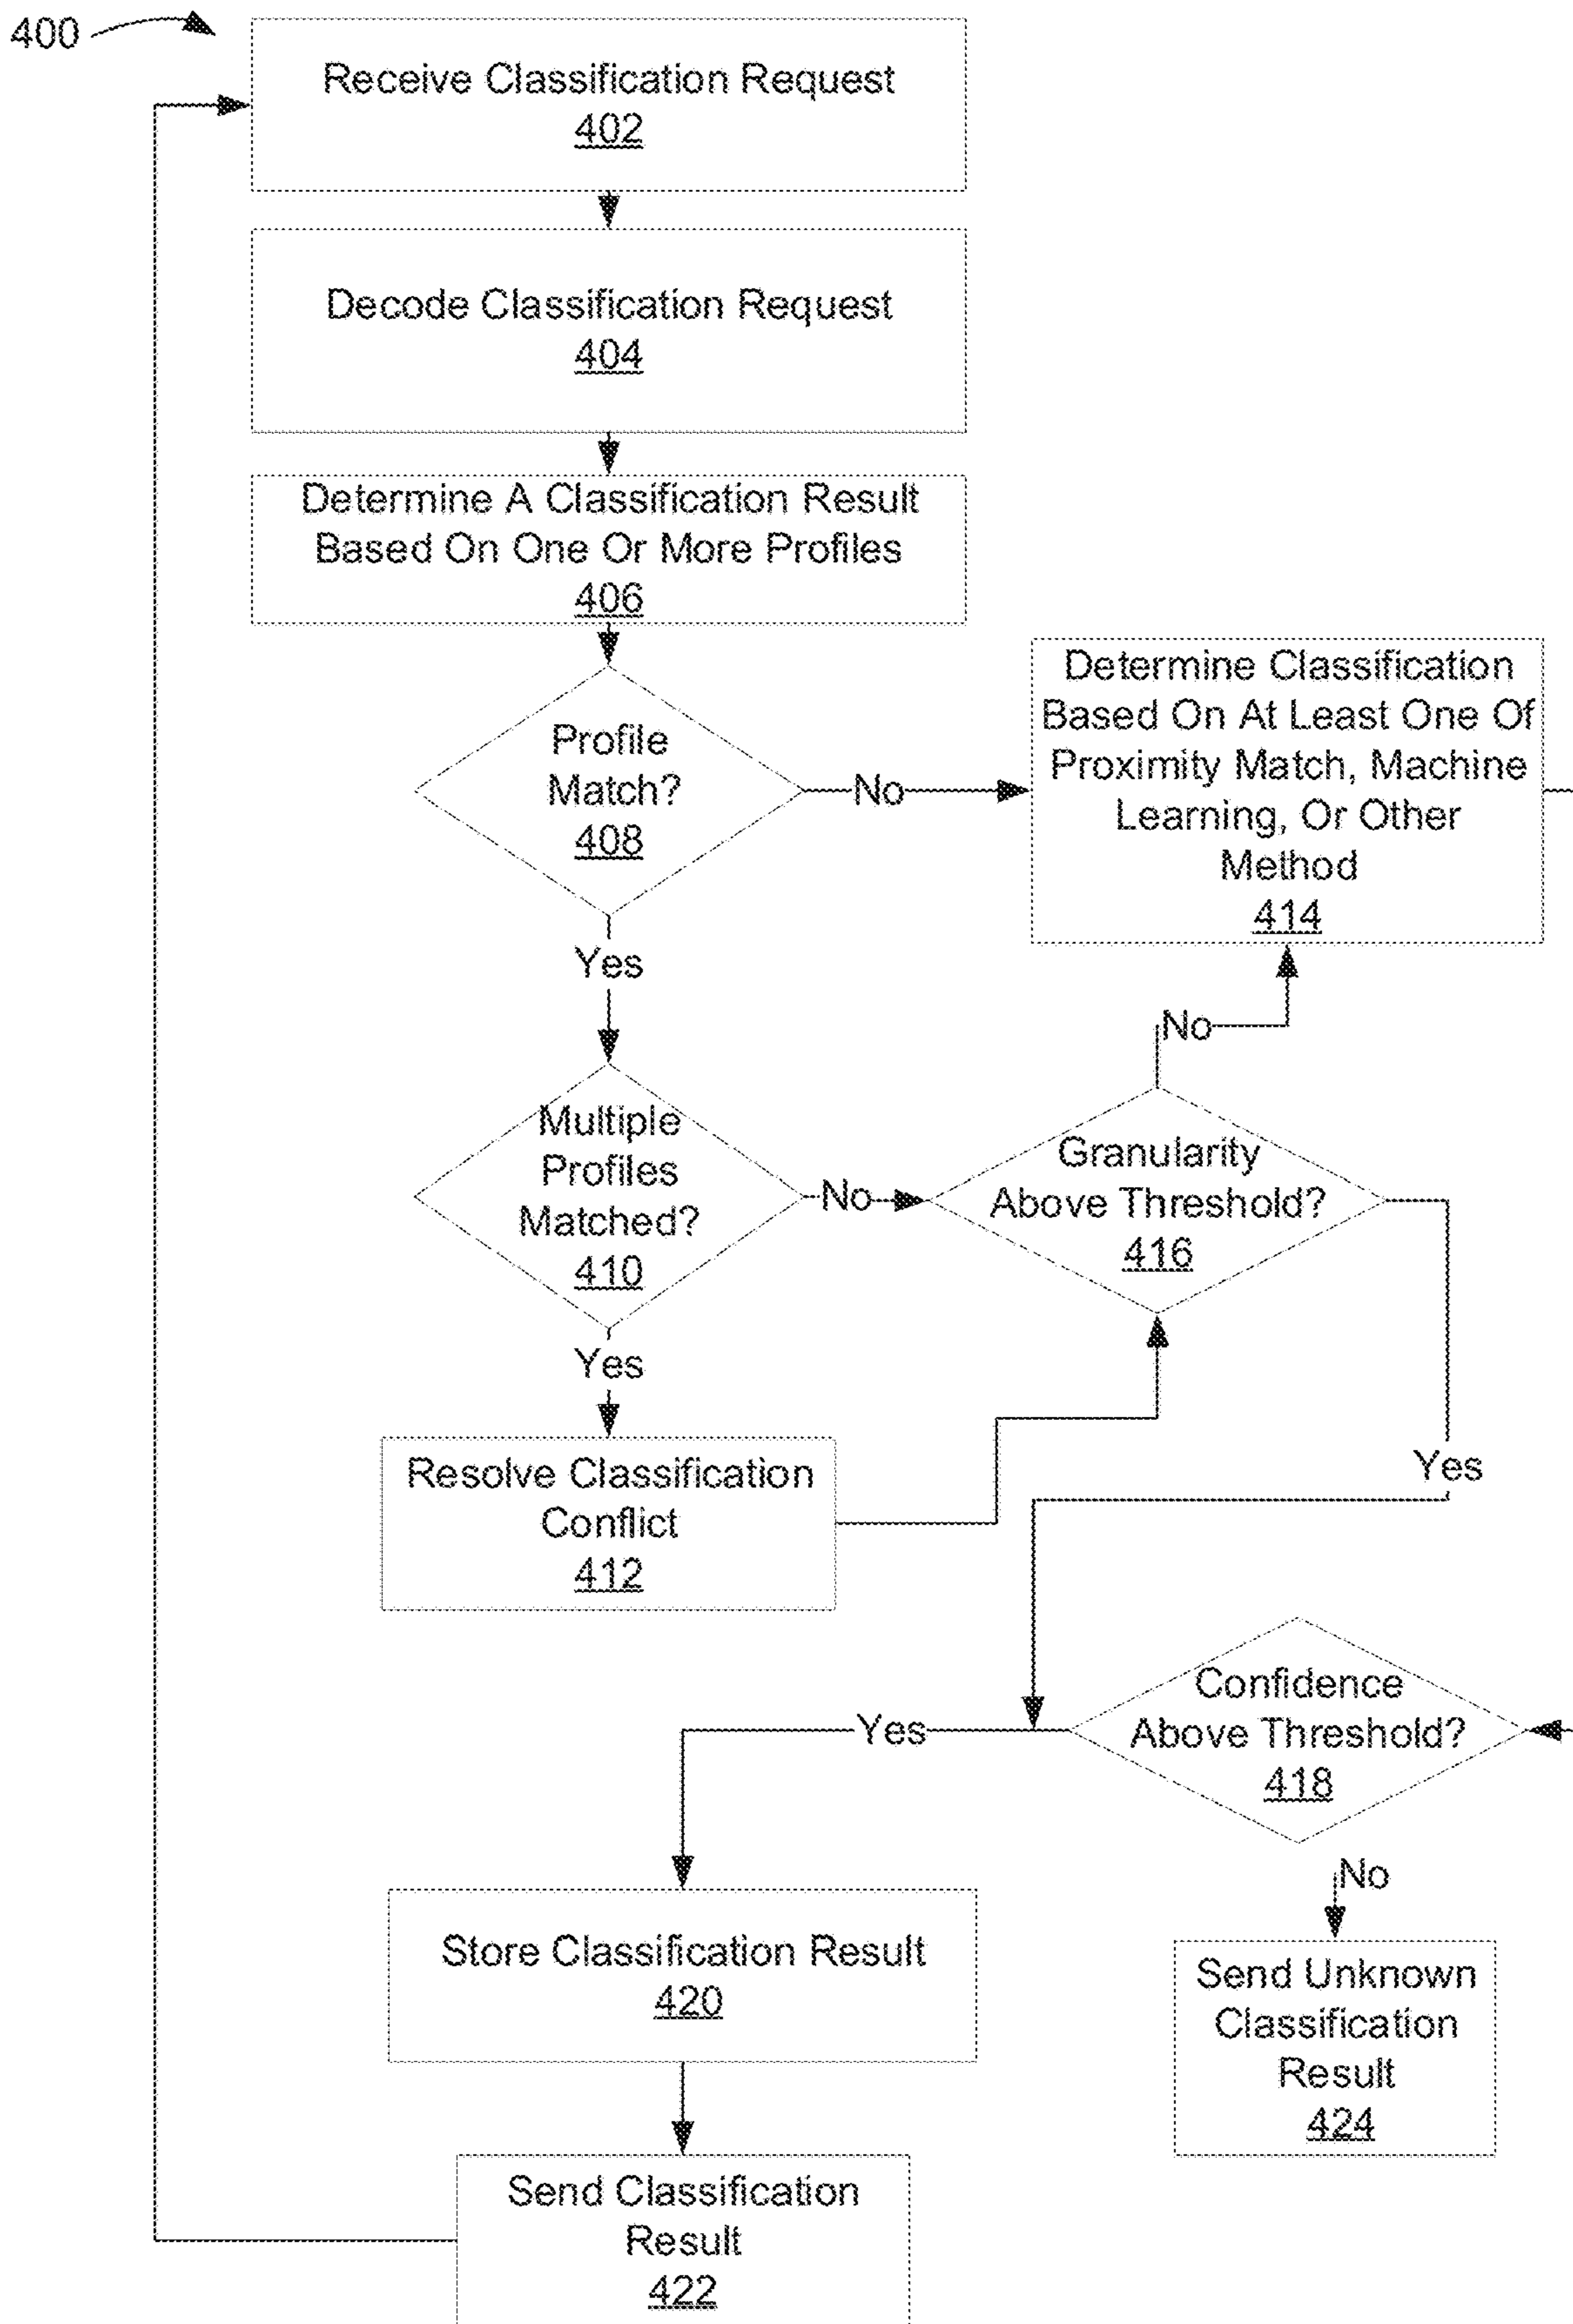 400
Receive Classification Request
402
Decode Classification Request
404
Determine A Classification Result
Based On One Or More Profiles
406
Profile
Match?
408
No
Determine Classification
Based On At Least One Of
Proximity Match, Machine
Learning, Or Other
Method
414
Yes
No
Multiple
Profiles
Matched?
410
No
Granularity
Above Threshold?
416
Yes
Yes
Resolve Classification
Conflict
412
Confidence
Above Threshold?
418
Yes
No
Store Classification Result
420
Send Unknown
Classification
Result
424
Send Classification
Result
422